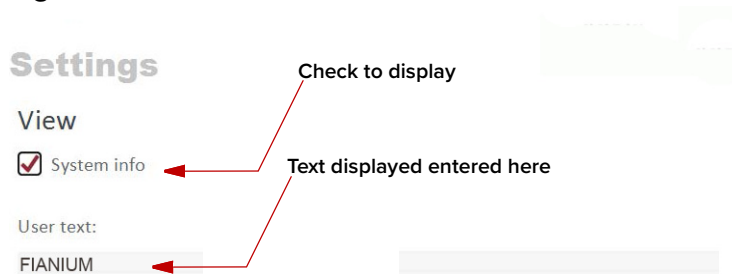 Settings
Check to display
View
System info
Text displayed entered here
User text:
FIANIUM